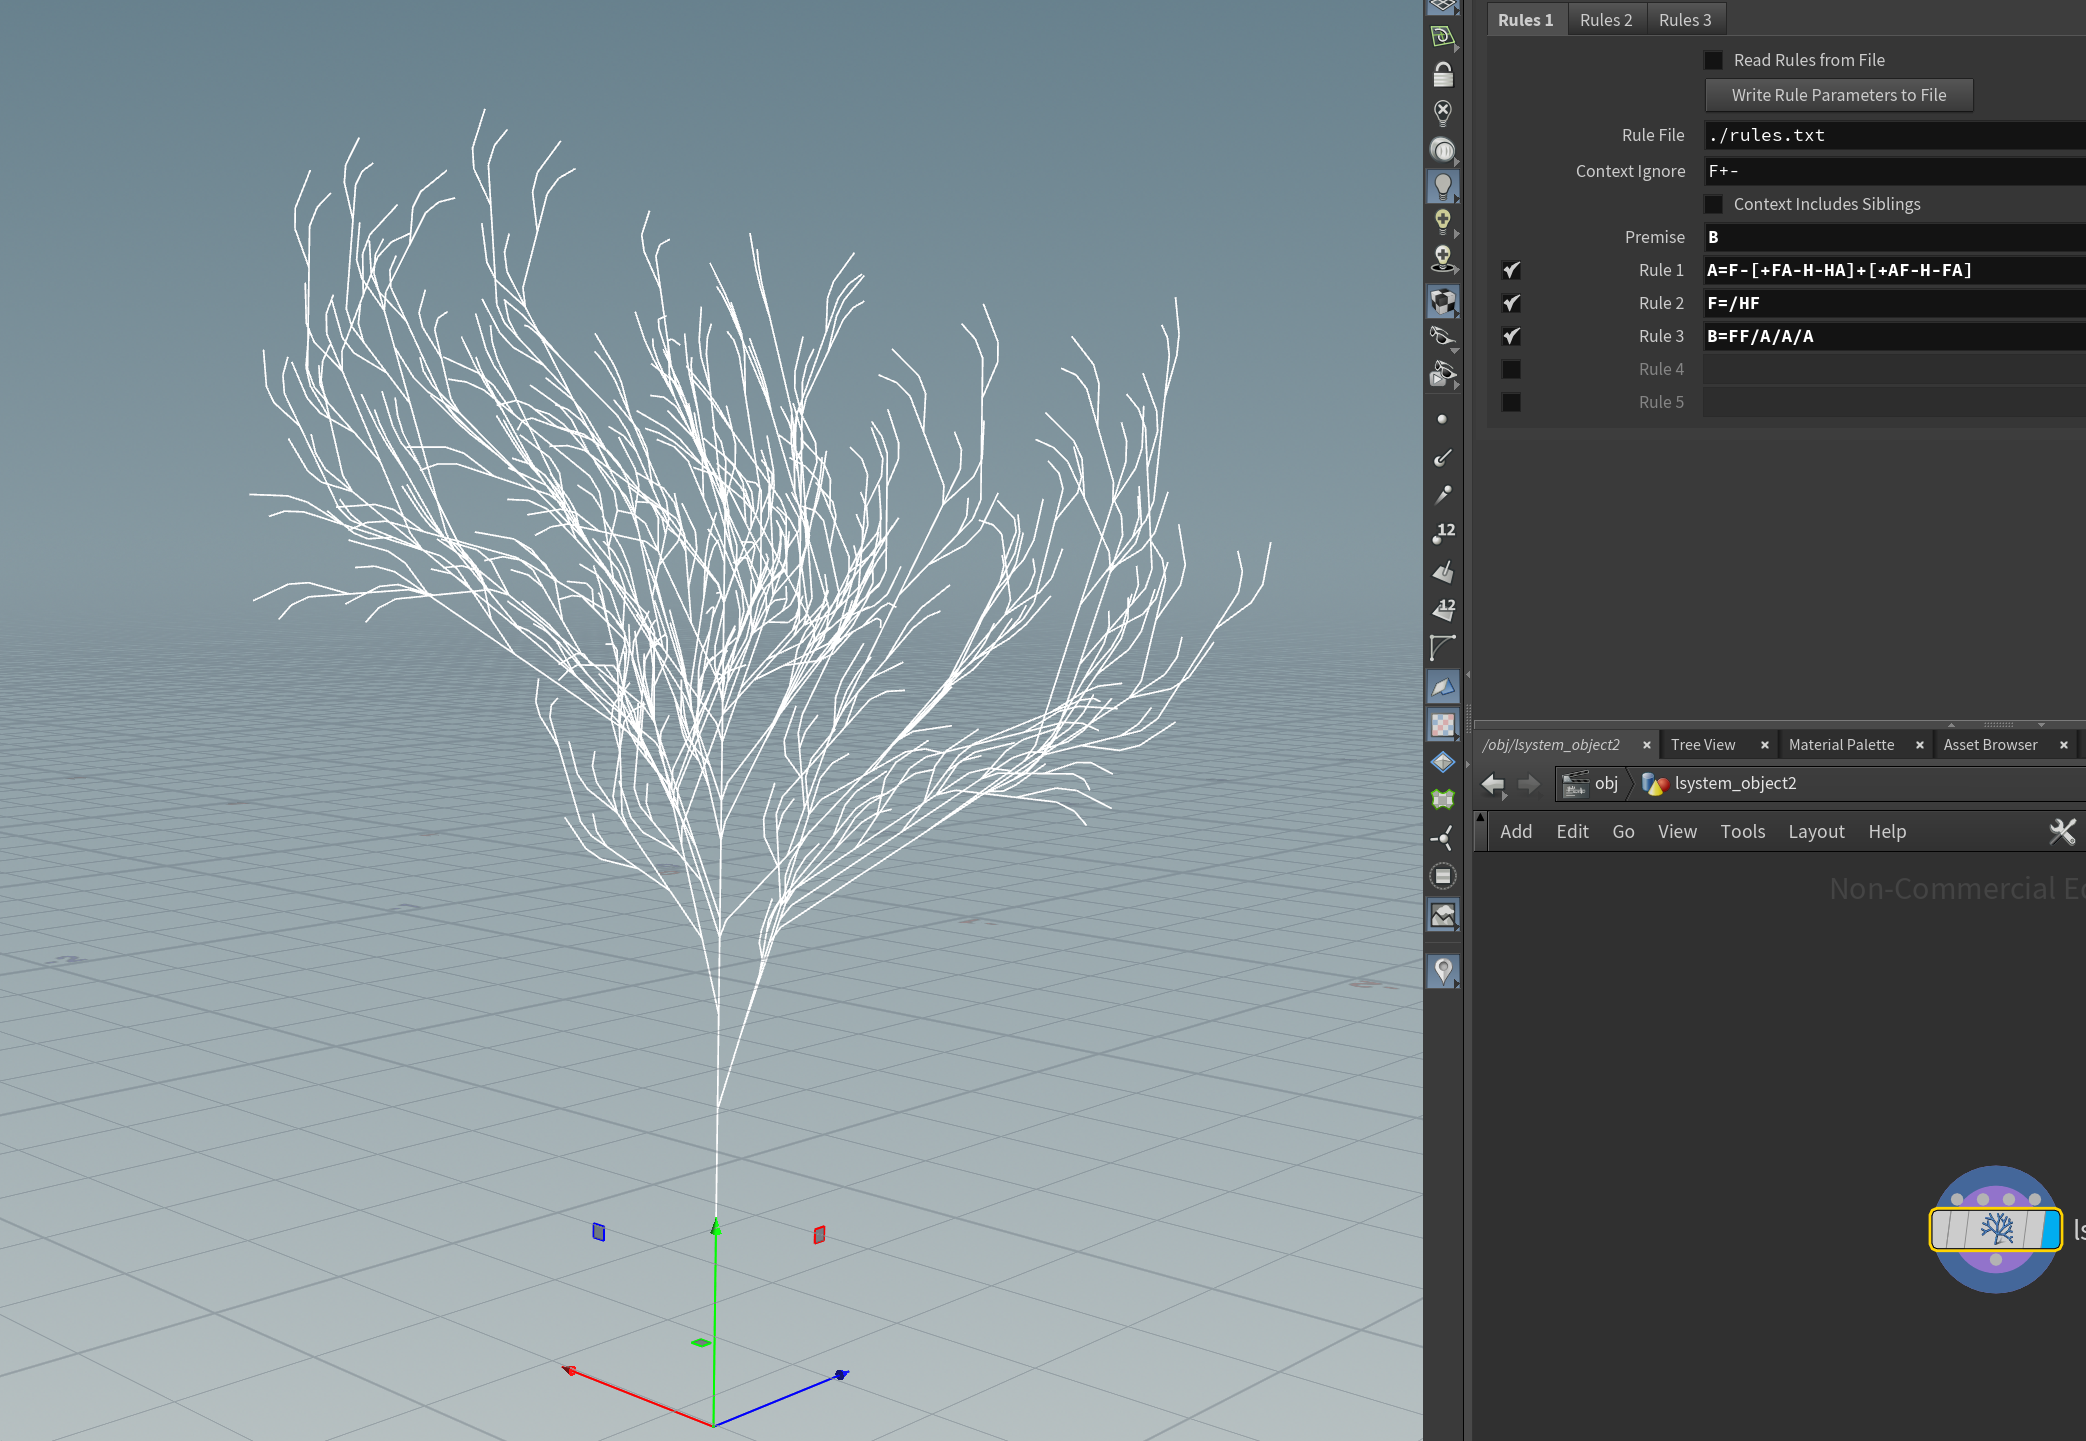 Rules 1 Rules 2 Rules 3
Read Rules from File
Write Rule Parameters to File
Rule File ./rules.txt
Context Ignore F+-
Context Includes Siblings
Premise B
Rule 1 A=F-[+FA-H-HA]+[+AF-H-FA]
Rule 2 F=/HF
Rule 3 B=FF/A/A/A
Rule 4
Rule 5
12
12
/obj/lsystem_object2 × Tree View × Material Palette × Asset Browser ×
obj lsystem_object2
Add Edit Go View Tools Layout Help
Non-Commercial